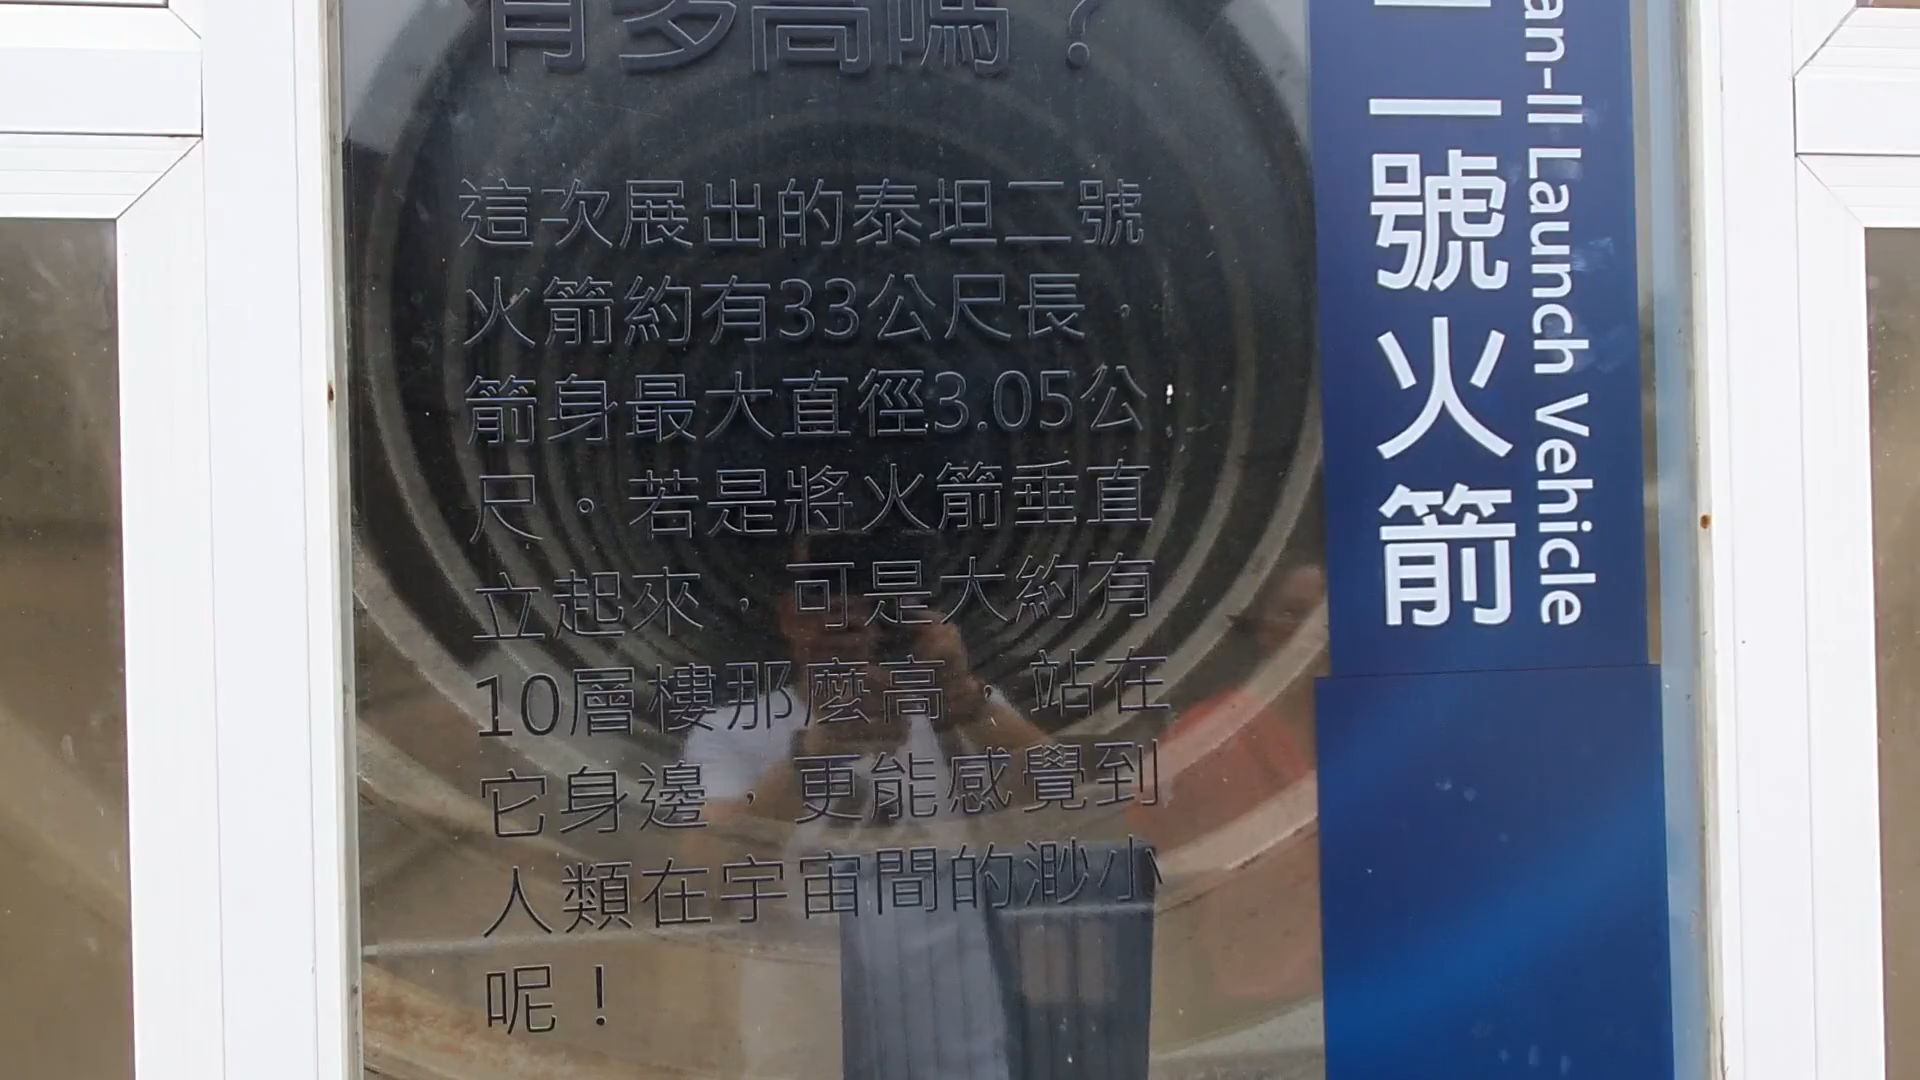 有多高嗎？
這次展出的泰坦二號
火箭約有33公尺長，
箭身最大直徑3.05公
尺。若是將火箭垂直
立起來，可是大約有
10層樓那麼高，站在
它身邊，更能感覺到
人類在宇宙間的渺小
呢！
二號火箭
an-II Launch Vehicle